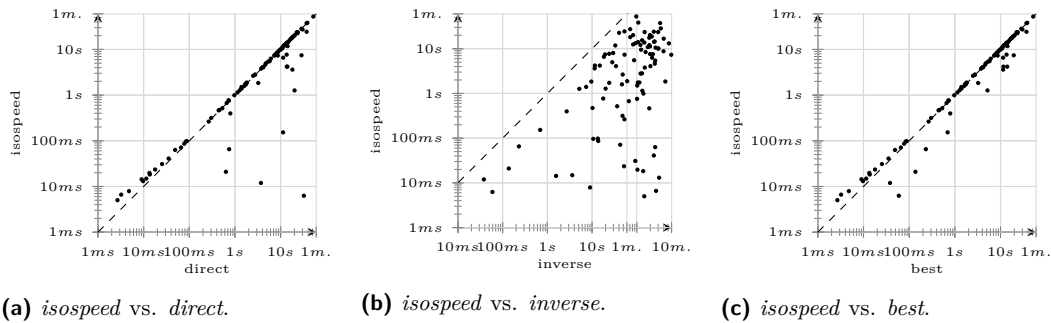 1m.
10s
1s
100ms
10ms
1ms
isospeed
1ms 10ms 100ms 1s 10s 1m.
direct
(a) isospeed vs. direct.
1m.
10s
1s
100ms
10ms
1ms
isospeed
10ms 100ms 1s 10s 1m. 10m.
inverse
(b) isospeed vs. inverse.
1m.
10s
1s
100ms
10ms
1ms
isospeed
1ms 10ms 100ms 1s 10s 1m.
best
(c) isospeed vs. best.